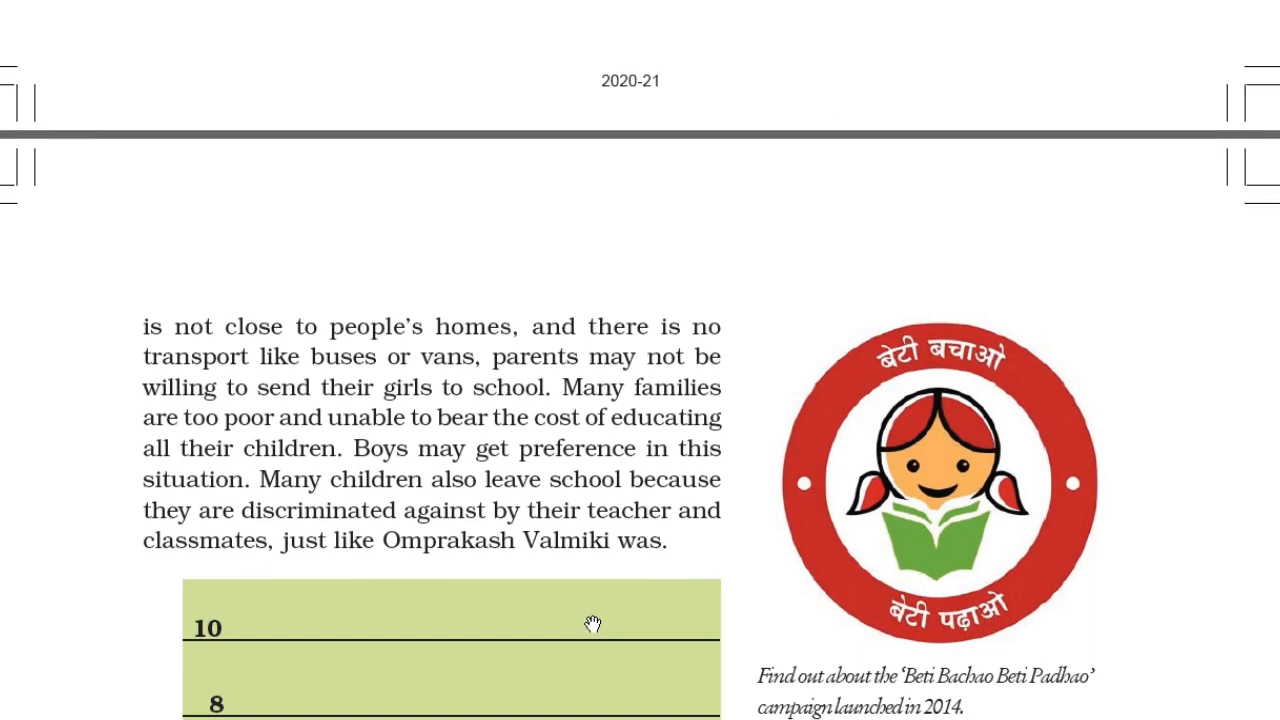 2020-21
is not close to people’s homes, and there is no
transport like buses or vans, parents may not be
willing to send their girls to school. Many families
are too poor and unable to bear the cost of educating
all their children. Boys may get preference in this
situation. Many children also leave school because
they are discriminated against by their teacher and
classmates, just like Omprakash Valmiki was.
10
8
बेटी बचाओ
बेटी पढ़ाओ
Find out about the ‘Beti Bachao Beti Padhao’
campaign launched in 2014.